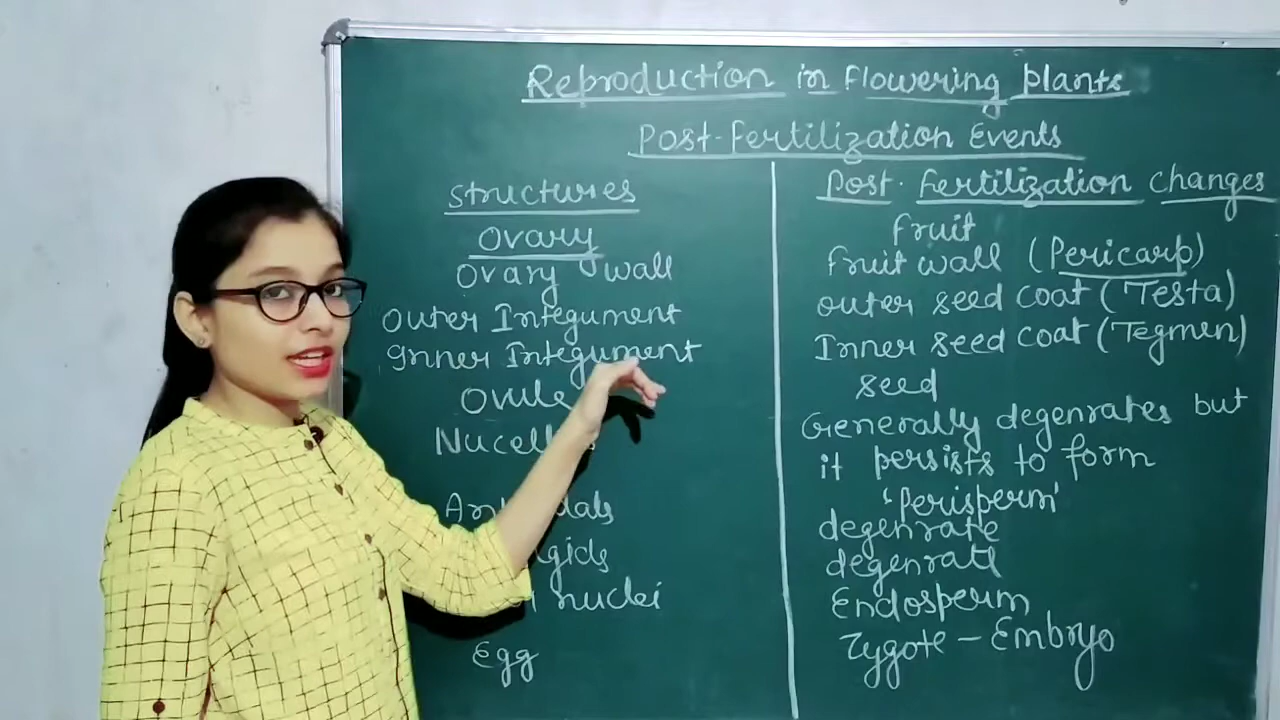 Reproduction in flowering plants
Post-fertilization Events
Structures
Ovary
Ovary wall
Outer Integument
Inner Integument
Ovule
nuclei
Egg
Post-fertilization changes
fruit
fruit wall (Pericarp)
outer seed coat (Testa)
Inner seed coat (Tegmen)
seed
Generally degenrates but
it persists to form
'perisperm'
degenrate
degenrate
Endosperm
Zygote - Embryo